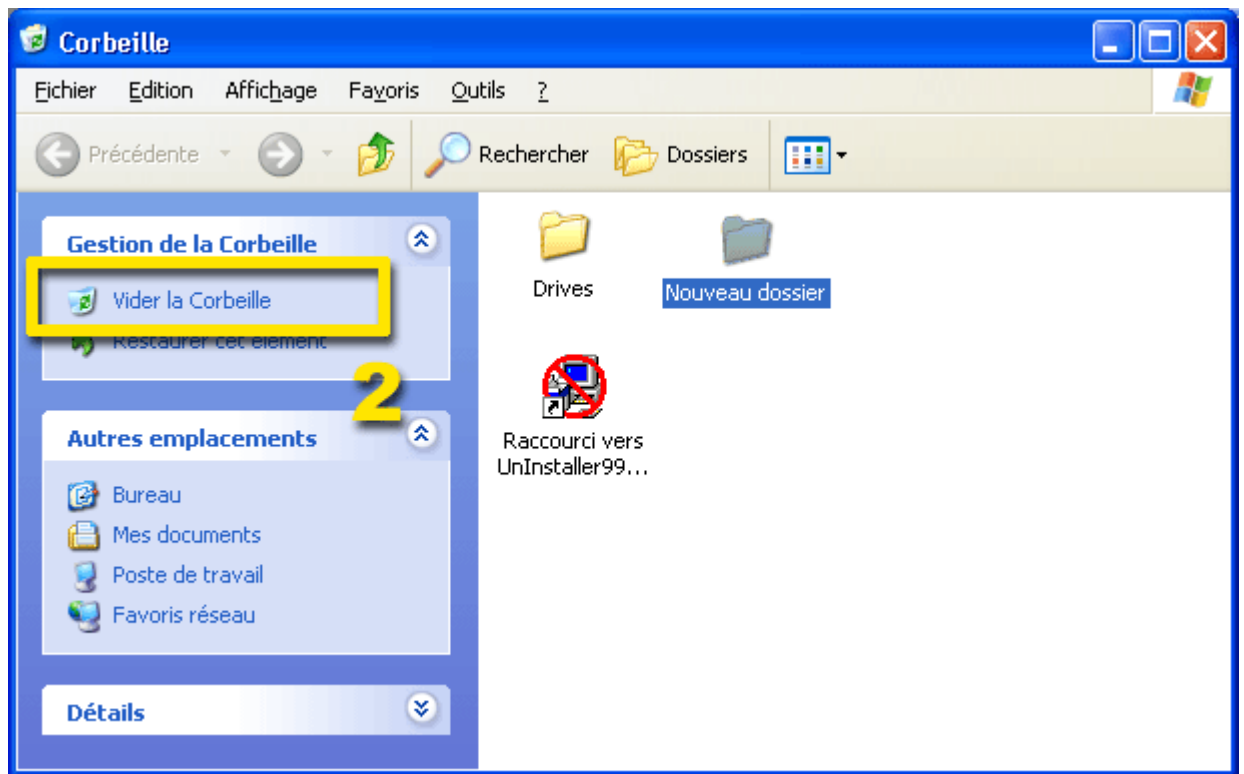 Corbeille
Fichier Edition Affichage Favoris Outils ?
Précédente Rechercher Dossiers
Gestion de la Corbeille
Vider la Corbeille
Restaurer cet élément
2
Autres emplacements
Bureau
Mes documents
Poste de travail
Favoris réseau
Détails
Drives
Nouveau dossier
Raccourci vers
UnInstaller99...